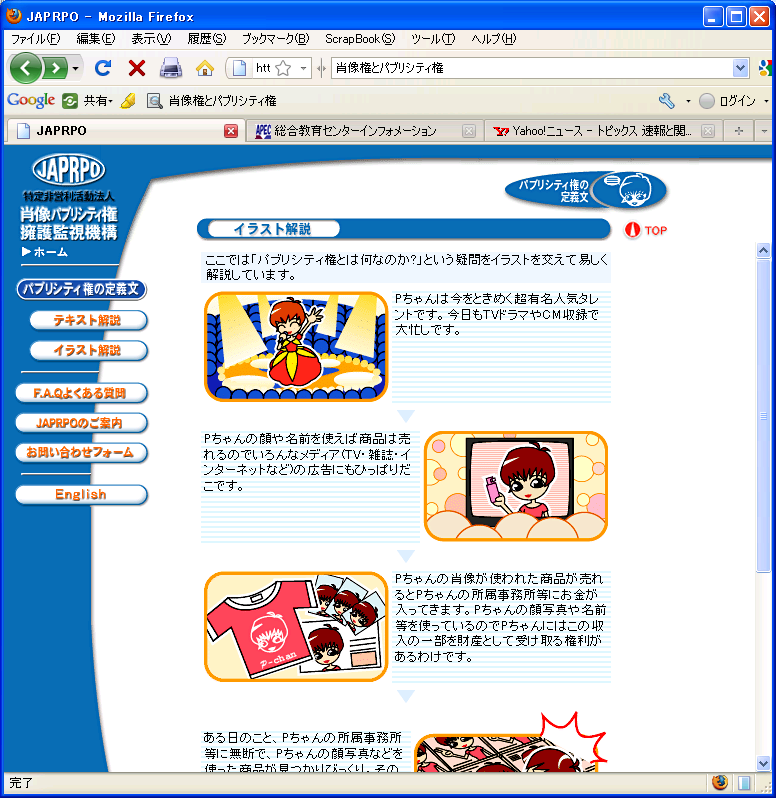 JAPRPO - Mozilla Firefox
ファイル(F) 編集(E) 表示(V) 履歴(S) ブックマーク(B) ScrapBook(S) ツール(T) ヘルプ(H)
htt
肖像権とパブリシティ権
Google 共有 肖像権とパブリシティ権 ログイン
JAPRPO
APEC 総合教育センターインフォメーション
Yahoo!ニュース - トピックス 速報と関...
JAPRPO
特定非営利活動法人
肖像パブリシティ権
擁護監視機構
▶ホーム
パブリシティ権の定義文
テキスト解説
イラスト解説
F.A.Qよくある質問
JAPRPOのご案内
お問い合わせフォーム
English
パブリシティ権の
定義文
イラスト解説
TOP
ここでは「パブリシティ権とは何なのか?」という疑問をイラストを交えて易しく
解説しています。
Pちゃんは今をときめく超有名人気タレ
ントです。今日もTVドラマやCM収録で
大忙しです。
Pちゃんの顔や名前を使えば商品は売
れるのでいろんなメディア(TV・雑誌・イ
ンターネットなど)の広告にもひっぱりだ
こです。
P-chan
Pちゃんの肖像が使われた商品が売れ
るとPちゃんの所属事務所等にお金が
入ってきます。Pちゃんの顔写真や名前
等を使っているのでPちゃんにはこの収
入の一部を財産として受け取る権利が
あるわけです。
ある日のこと、Pちゃんの所属事務所
等に無断で、Pちゃんの顔写真などを
使った商品が見つかりびっくり。その
完了